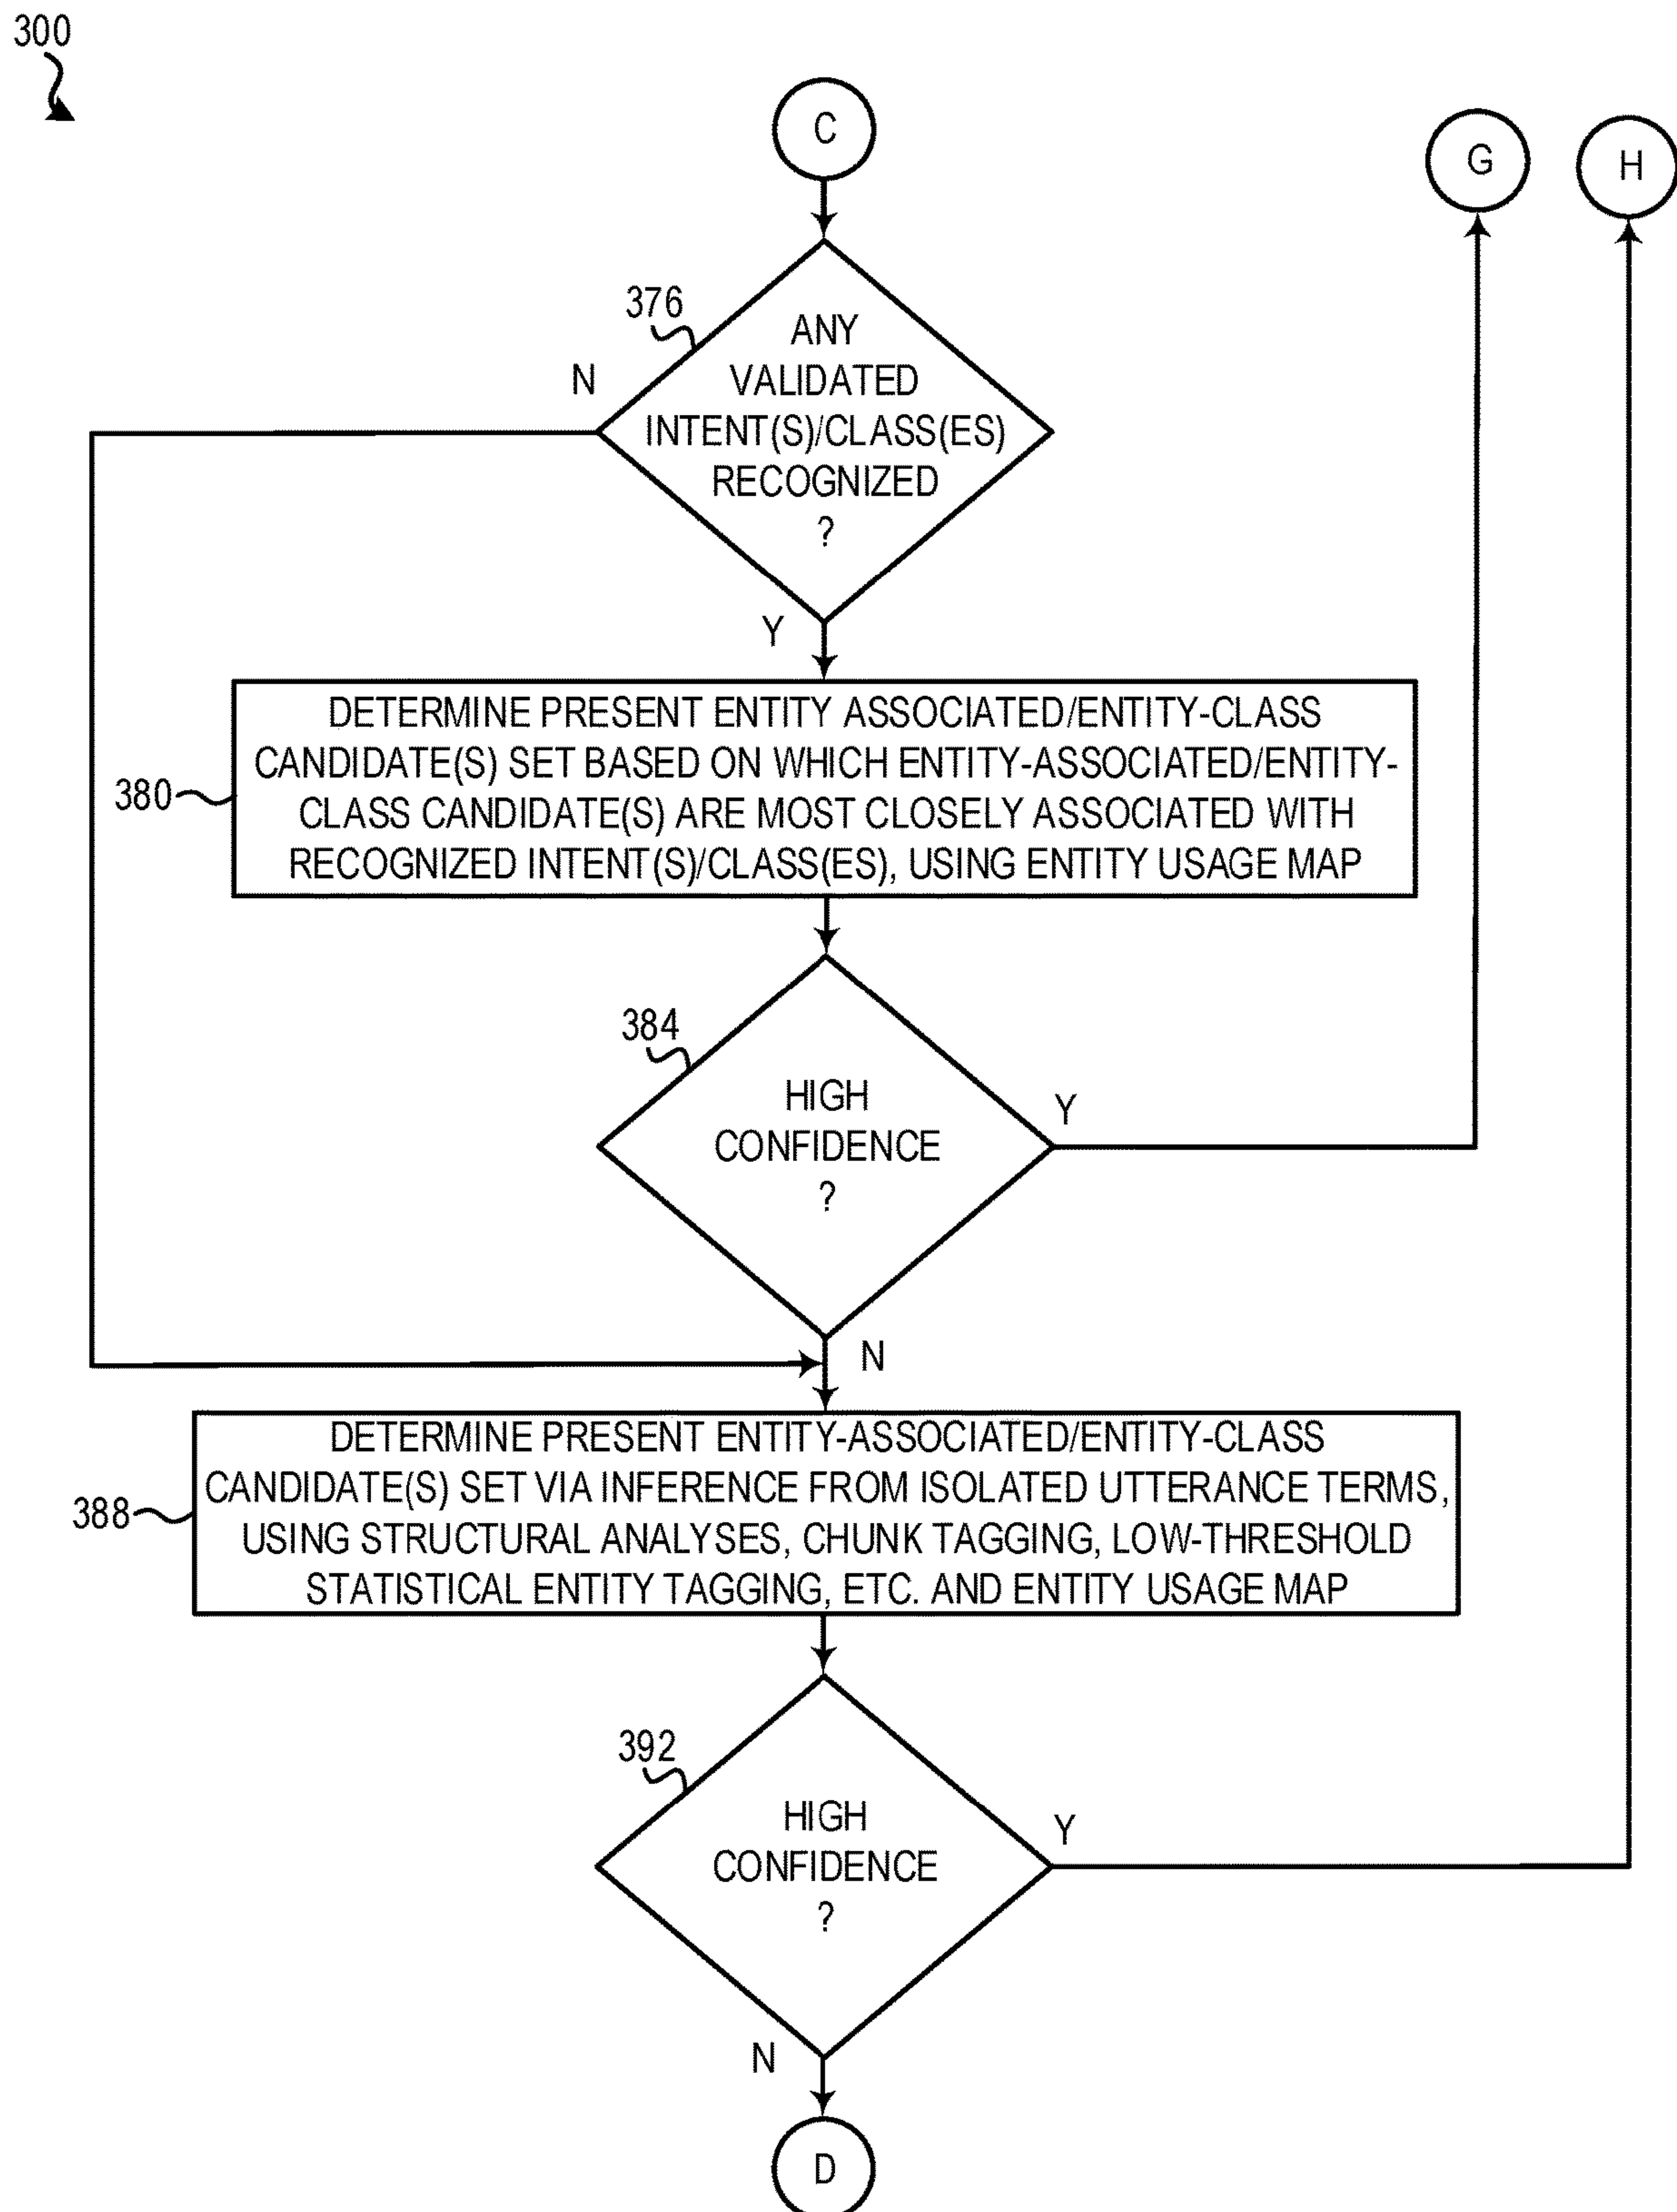 300
C
G
H
376
N
ANY
VALIDATED
INTENT(S)/CLASS(ES)
RECOGNIZED
?
Y
380
DETERMINE PRESENT ENTITY ASSOCIATED/ENTITY-CLASS
CANDIDATE(S) SET BASED ON WHICH ENTITY-ASSOCIATED/ENTITY-
CLASS CANDIDATE(S) ARE MOST CLOSELY ASSOCIATED WITH
RECOGNIZED INTENT(S)/CLASS(ES), USING ENTITY USAGE MAP
384
HIGH
CONFIDENCE
?
Y
N
388
DETERMINE PRESENT ENTITY-ASSOCIATED/ENTITY-CLASS
CANDIDATE(S) SET VIA INFERENCE FROM ISOLATED UTTERANCE TERMS,
USING STRUCTURAL ANALYSES, CHUNK TAGGING, LOW-THRESHOLD
STATISTICAL ENTITY TAGGING, ETC. AND ENTITY USAGE MAP
392
HIGH
CONFIDENCE
?
Y
N
D